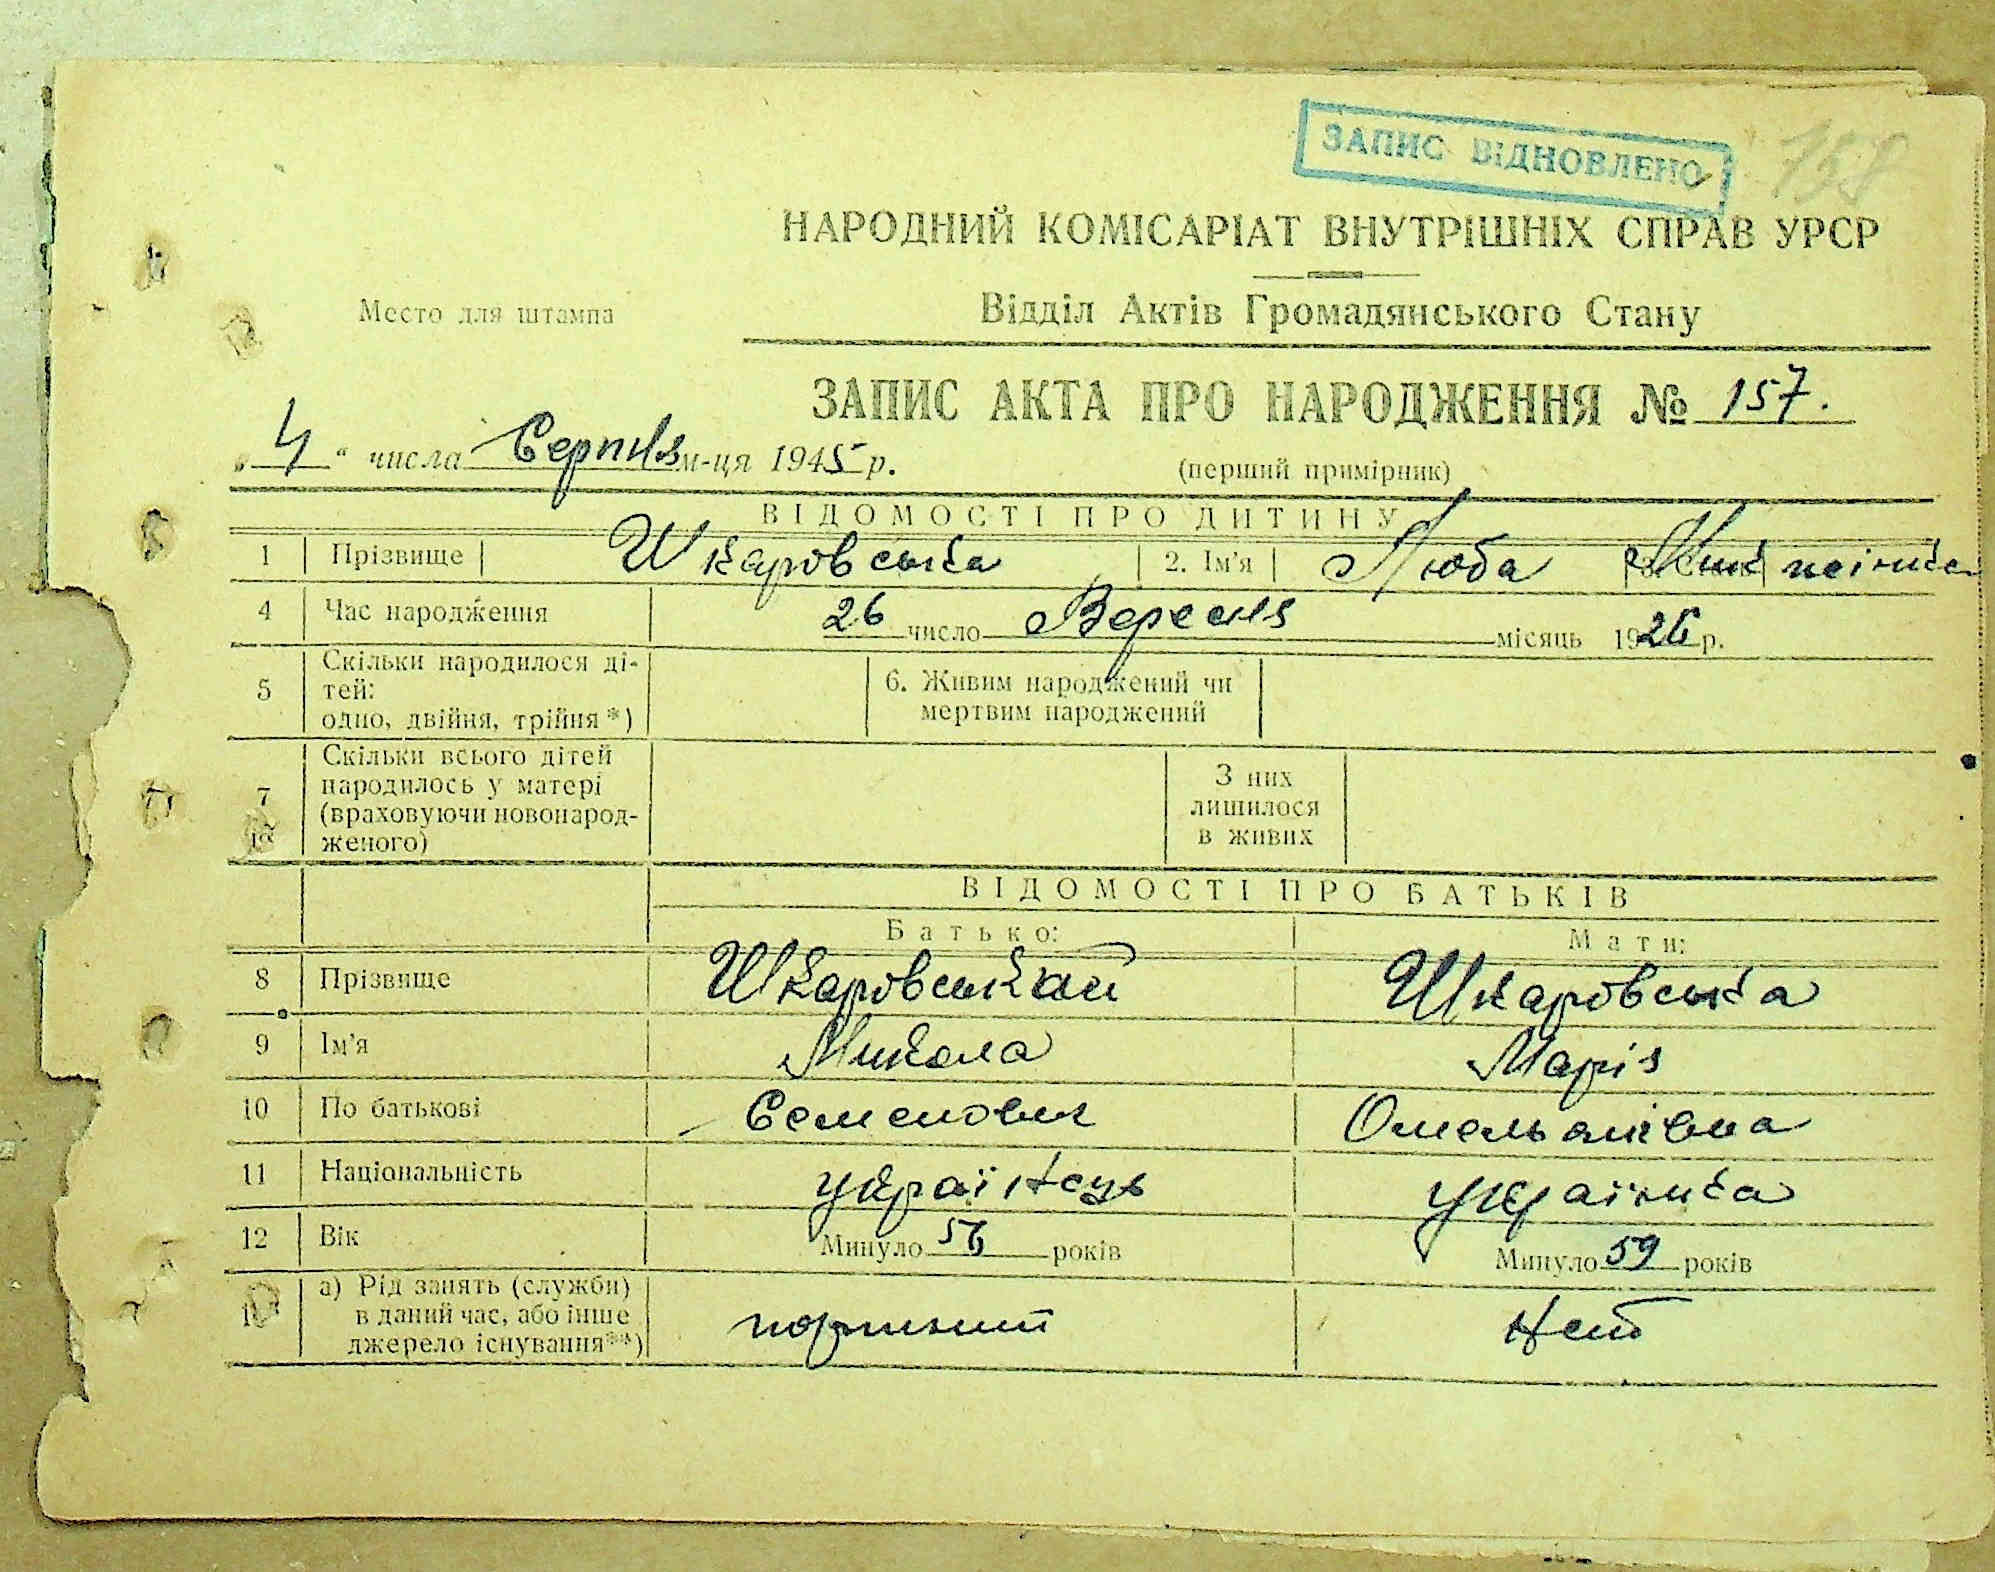 ЗАПИС ВІДНОВЛЕНО 158
НАРОДНИЙ КОМІСАРІАТ ВНУТРІШНІХ СПРАВ УРСР
Место для штампа
Відділ Актів Громадянського Стану
ЗАПИС АКТА ПРО НАРОДЖЕННЯ № 157.
„4“ числа Серпня м-ця 1945 р.
(перший примірник)
ВІДОМОСТІ ПРО ДИТИНУ
1 Прізвище Шкаровська 2. Ім'я Люба
4 Час народження 26 число Вересня місяць 1926 р.
5 Скільки народилося ді-
тей:
одно, двійня, трійня *)
6. Живим народжений чи
мертвим народжений
7 Скільки всього дітей
народилось у матері
(враховуючи новонарод-
женого)
З них
лишилося
в живих
ВІДОМОСТІ ПРО БАТЬКІВ
Батько: Мати:
8 Прізвище Шкаровський Шкаровська
9 Ім'я Микола Марія
10 По батькові Семенович Омельянівна
11 Національність українець українка
12 Вік Минуло 56 років Минуло 59 років
а) Рід занять (служби)
в даний час, або інше
джерело існування**)
нет